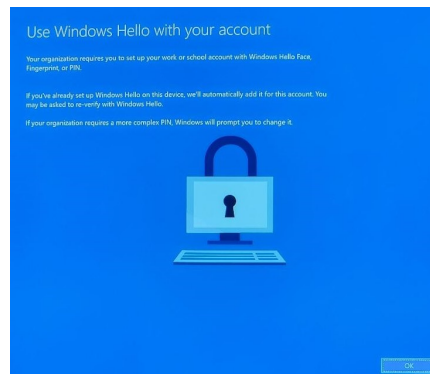 Use Windows Hello with your account
Your organization requires you to set up your work or school account with Windows Hello Face,
Fingerprint, or PIN.
If you've already set up Windows Hello on this device, we'll automatically add it for this account. You
may be asked to re-verify with Windows Hello.
If your organization requires a more complex PIN, Windows will prompt you to change it.
OK